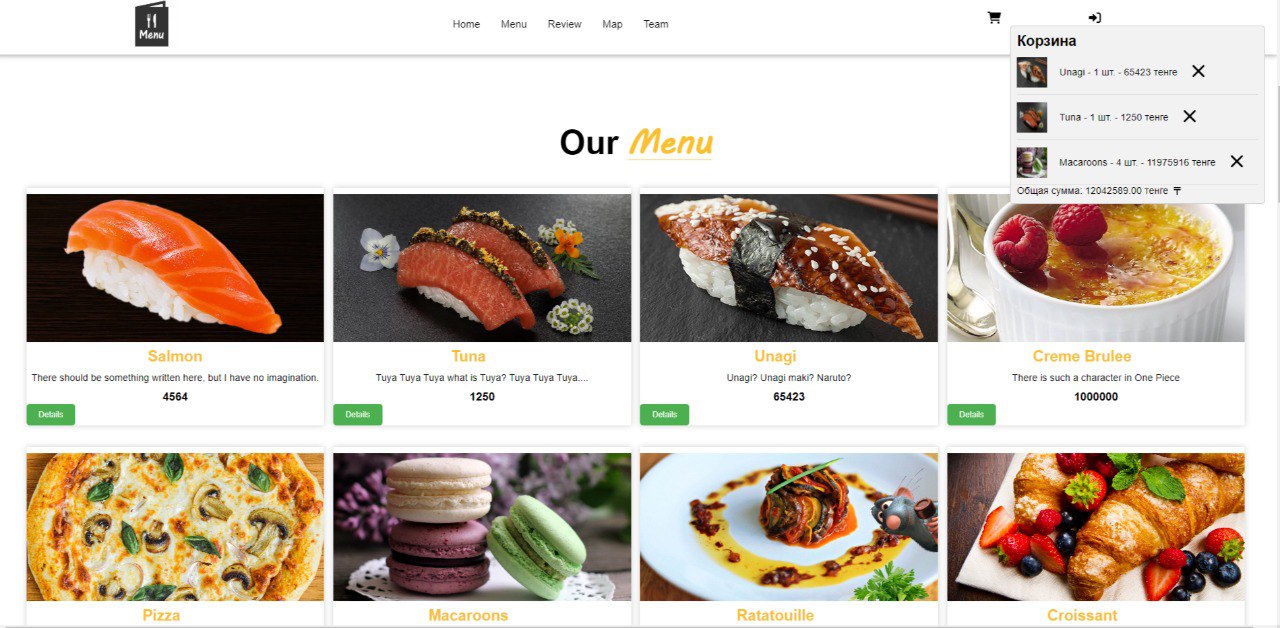 Menu
Home Menu Review Map Team
Корзина
Unagi - 1 шт. - 65423 тенге
Tuna - 1 шт. - 1250 тенге
Macaroons - 4 шт. - 11975916 тенге
Общая сумма: 12042589.00 тенге ₸
Our Menu
Salmon
There should be something written here, but I have no imagination.
4564
Details
Tuna
Tuya Tuya Tuya what is Tuya? Tuya Tuya Tuya....
1250
Details
Unagi
Unagi? Unagi maki? Naruto?
65423
Details
Creme Brulee
There is such a character in One Piece
1000000
Details
Pizza
Macaroons
Ratatouille
Croissant